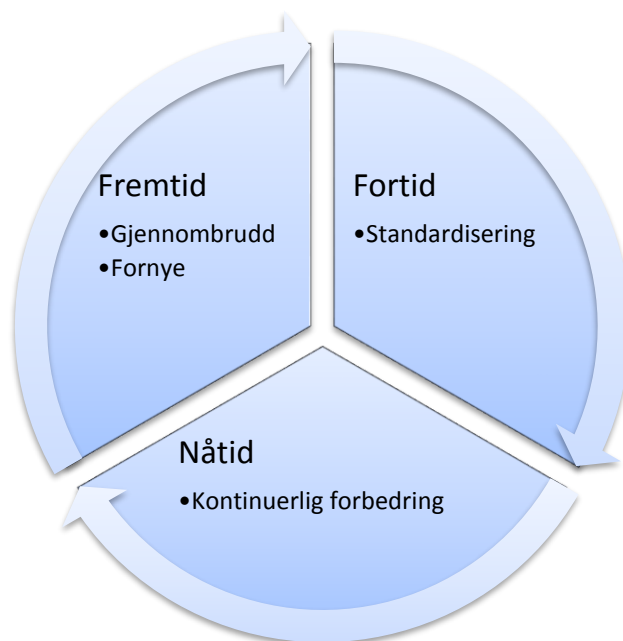 Fremtid
•Gjennombrudd
•Fornye
Fortid
•Standardisering
Nåtid
•Kontinuerlig forbedring